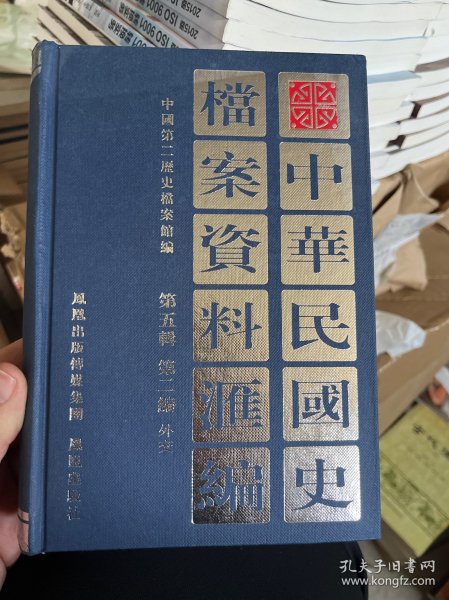 中華民國史
檔案資料滙編
中國第二歷史檔案館編
第五輯 第二編 外交
鳳凰出版傳媒集團 鳳凰出版社
孔夫子旧书网
www.kongfz.com